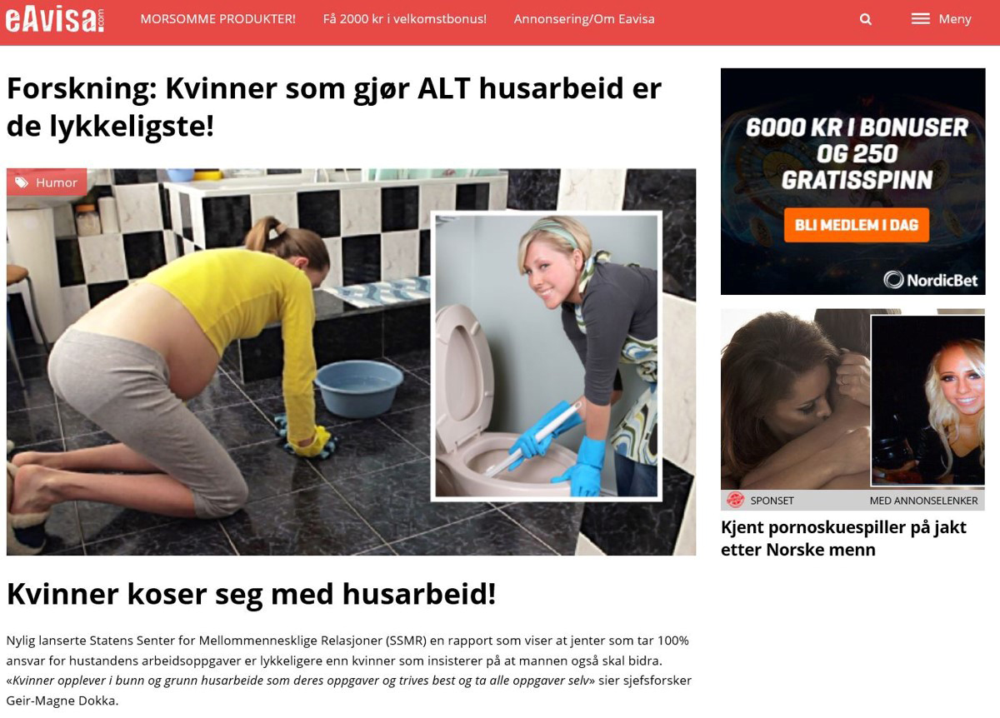 eAvisa.com
MORSOMME PRODUKTER!
Få 2000 kr i velkomstbonus!
Annonsering/Om Eavisa
Meny
Forskning: Kvinner som gjør ALT husarbeid er
de lykkeligste!
Humor
Kvinner koser seg med husarbeid!
Nylig lanserte Statens Senter for Mellommennesklige Relasjoner (SSMR) en rapport som viser at jenter som tar 100%
ansvar for hustandens arbeidsoppgaver er lykkeligere enn kvinner som insisterer på at mannen også skal bidra.
«Kvinner opplever i bunn og grunn husarbeide som deres oppgaver og trives best og ta alle oppgaver selv» sier sjefsforsker
Geir-Magne Dokka.
6000 KR I BONUSER
OG 250
GRATISSPINN
BLI MEDLEM I DAG
NordicBet
SPONSET
MED ANNONSELENKER
Kjent pornoskuespiller på jakt
etter Norske menn